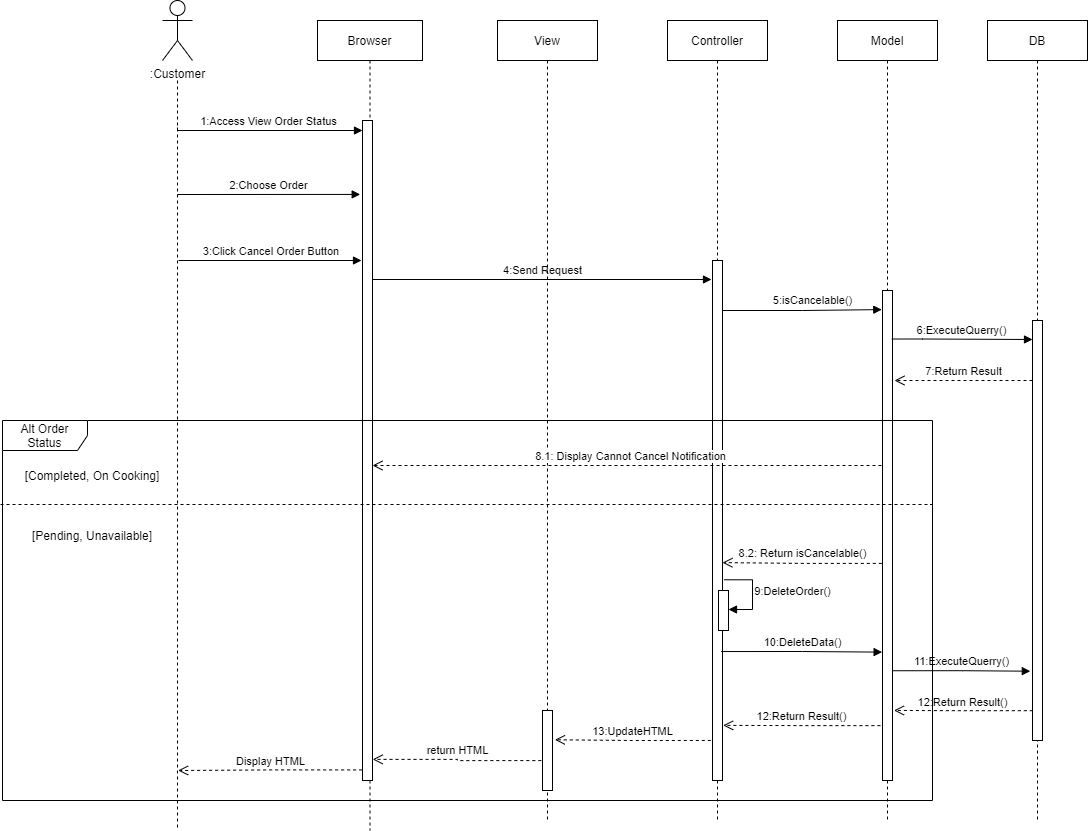 :Customer
Browser
View
Controller
Model
DB
1:Access View Order Status
2:Choose Order
3:Click Cancel Order Button
4:Send Request
5:isCancelable()
6:ExecuteQuerry()
7:Return Result
Alt Order
Status
8.1: Display Cannot Cancel Notification
[Completed, On Cooking]
[Pending, Unavailable]
8.2: Return isCancelable()
9:DeleteOrder()
10:DeleteData()
11:ExecuteQuerry()
12:Return Result()
12:Return Result()
13:UpdateHTML
return HTML
Display HTML